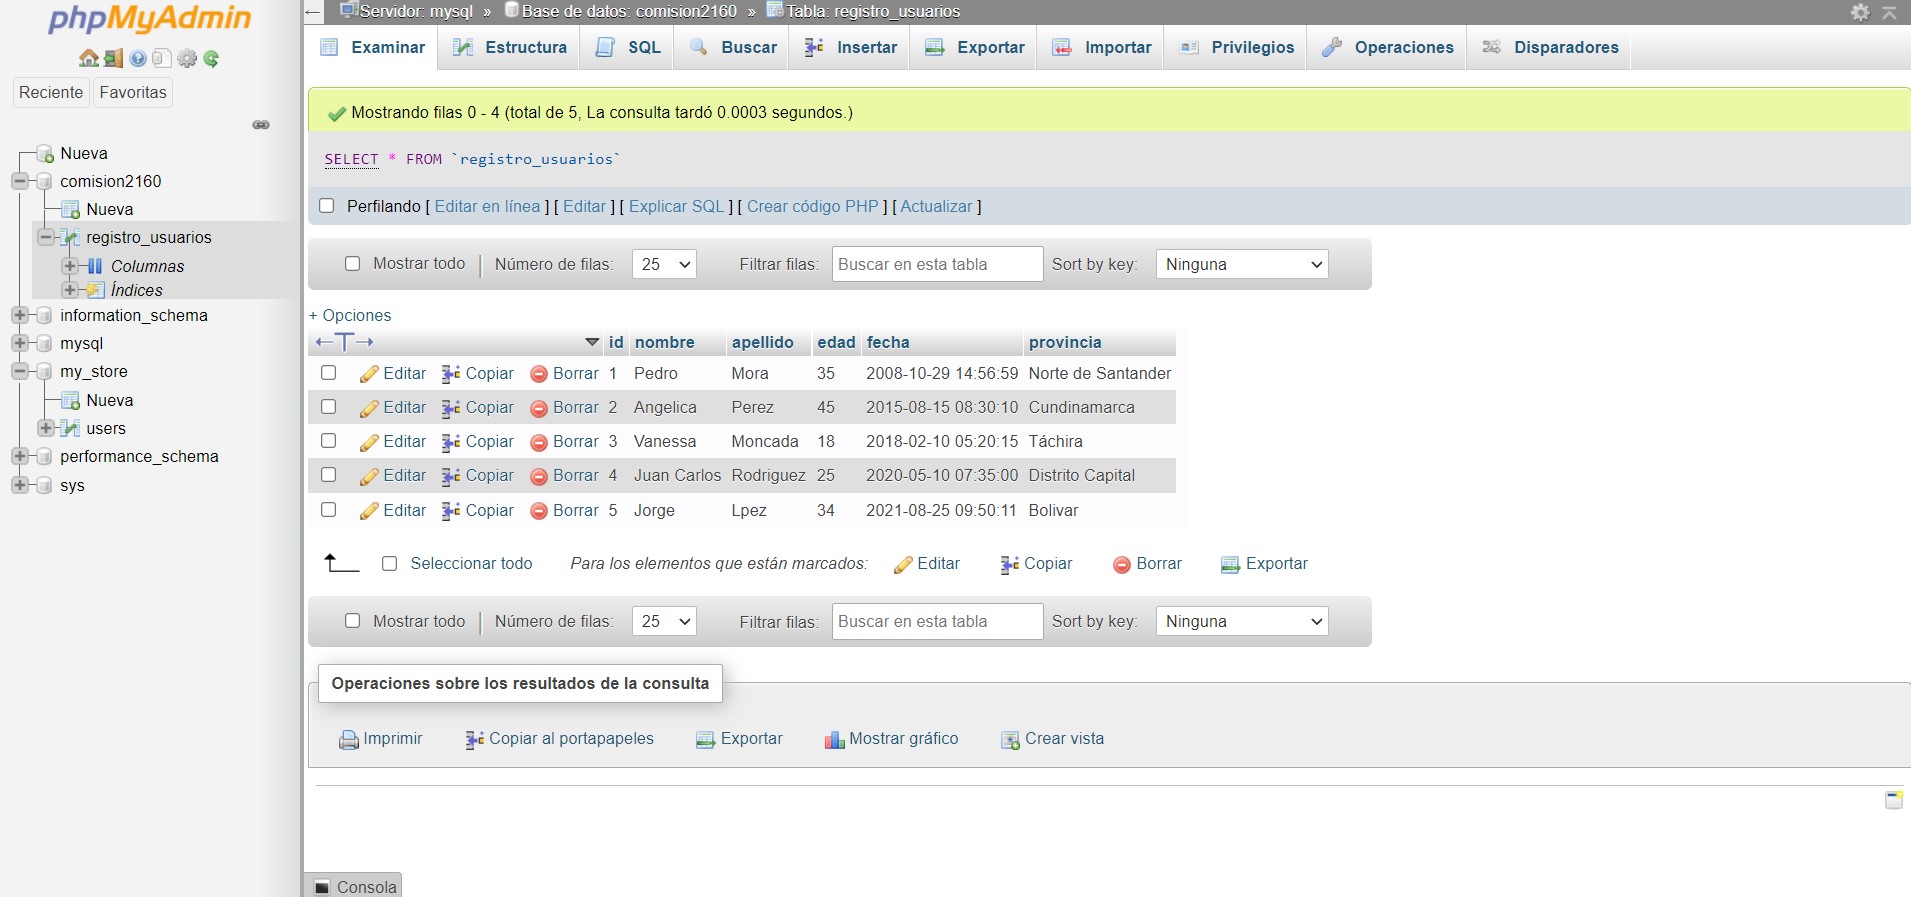 phpMyAdmin
Reciente Favoritas
Nueva
comision2160
Nueva
registro_usuarios
Columnas
Índices
information_schema
mysql
my_store
Nueva
users
performance_schema
sys
← Servidor: mysql » Base de datos: comision2160 » Tabla: registro_usuarios
Examinar Estructura SQL Buscar Insertar Exportar Importar Privilegios Operaciones Disparadores
Mostrando filas 0 - 4 (total de 5, La consulta tardó 0.0003 segundos.)
SELECT * FROM `registro_usuarios`
Perfilando [ Editar en línea ] [ Editar ] [ Explicar SQL ] [ Crear código PHP ] [ Actualizar ]
Mostrar todo | Número de filas: 25 Filtrar filas: Buscar en esta tabla Sort by key: Ninguna
+ Opciones
←T→ id nombre apellido edad fecha provincia
Editar Copiar Borrar 1 Pedro Mora 35 2008-10-29 14:56:59 Norte de Santander
Editar Copiar Borrar 2 Angelica Perez 45 2015-08-15 08:30:10 Cundinamarca
Editar Copiar Borrar 3 Vanessa Moncada 18 2018-02-10 05:20:15 Táchira
Editar Copiar Borrar 4 Juan Carlos Rodriguez 25 2020-05-10 07:35:00 Distrito Capital
Editar Copiar Borrar 5 Jorge Lpez 34 2021-08-25 09:50:11 Bolivar
Seleccionar todo Para los elementos que están marcados: Editar Copiar Borrar Exportar
Mostrar todo | Número de filas: 25 Filtrar filas: Buscar en esta tabla Sort by key: Ninguna
Operaciones sobre los resultados de la consulta
Imprimir Copiar al portapapeles Exportar Mostrar gráfico Crear vista
Consola